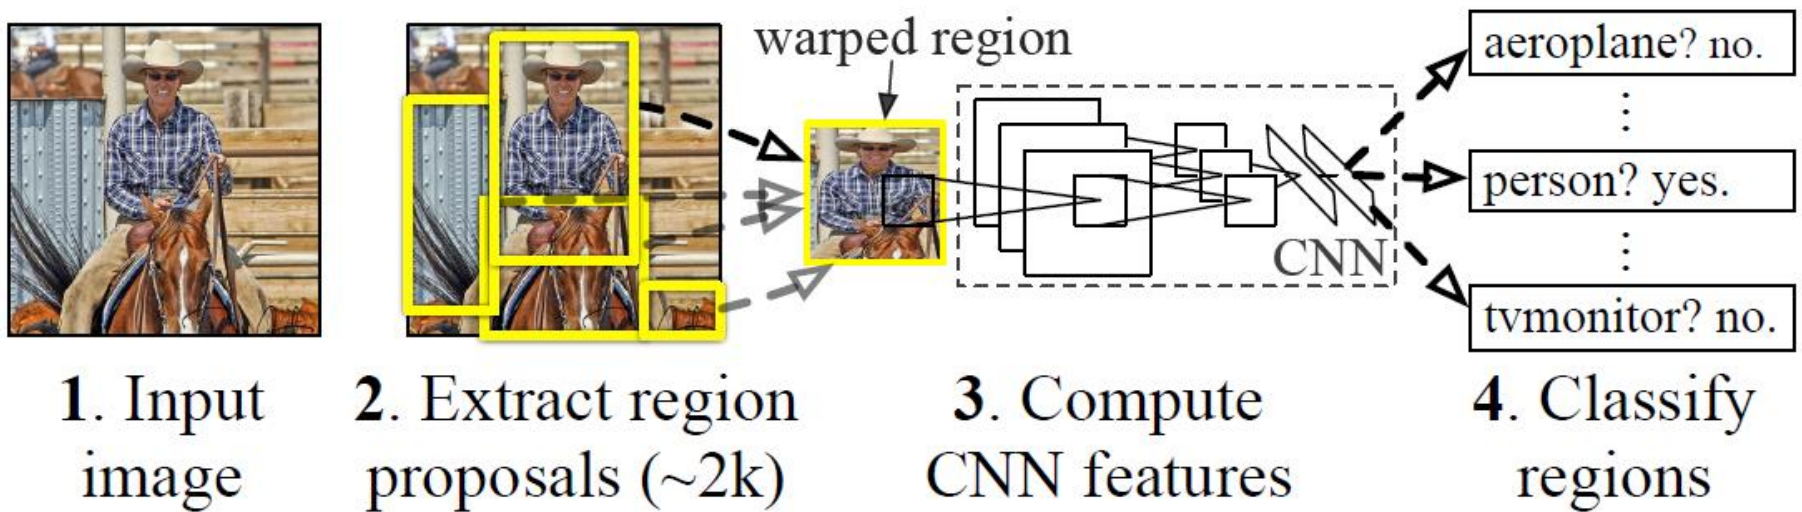 warped region
aeroplane? no.
person? yes.
CNN
tvmonitor? no.
1. Input
image
2. Extract region
proposals (~2k)
3. Compute
CNN features
4. Classify
regions